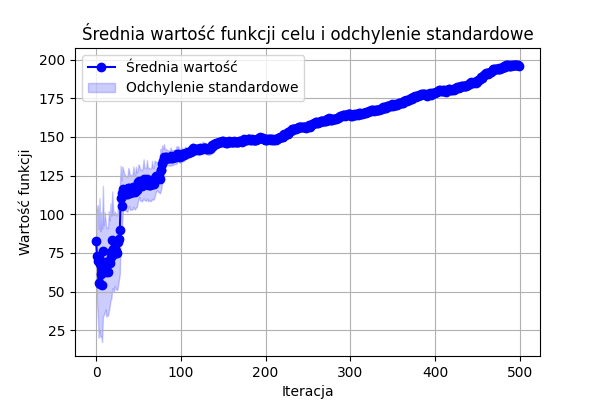 Średnia wartość funkcji celu i odchylenie standardowe
Średnia wartość
Odchylenie standardowe
Wartość funkcji
200
175
150
125
100
75
50
25
0 100 200 300 400 500
Iteracja